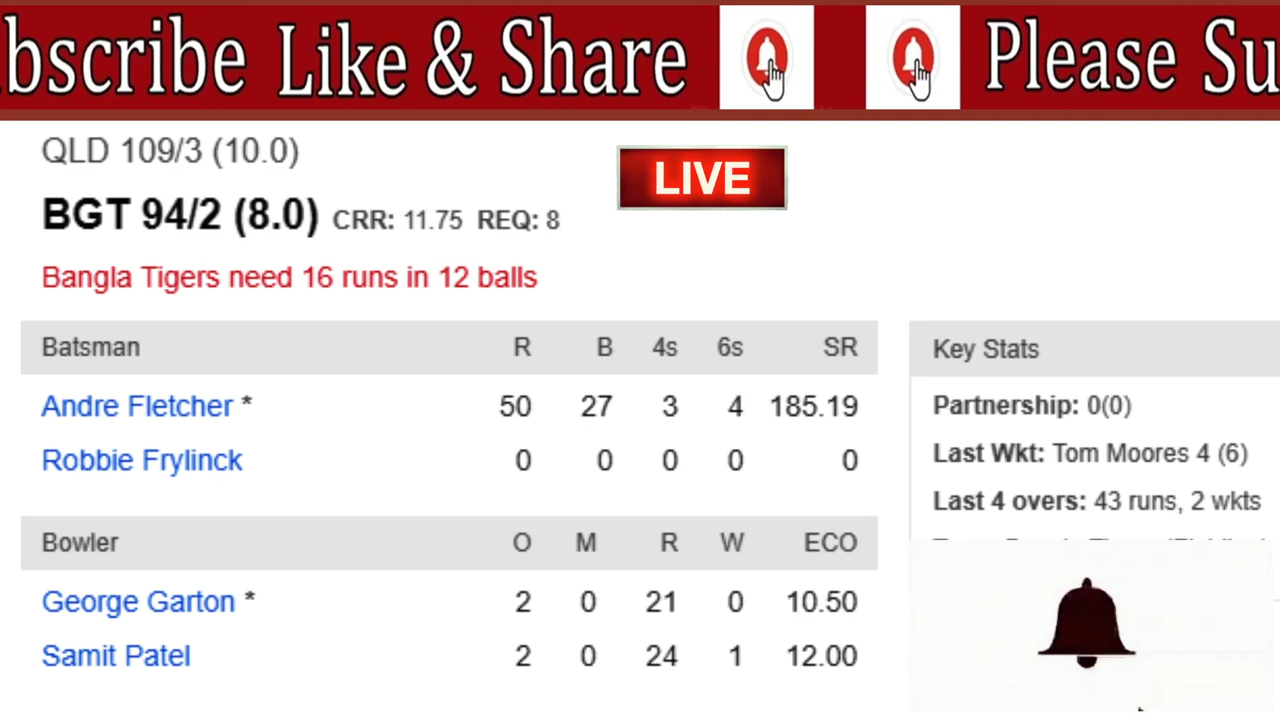 bscribe Like & Share Please Su
QLD 109/3 (10.0)
LIVE
BGT 94/2 (8.0) CRR: 11.75 REQ: 8
Bangla Tigers need 16 runs in 12 balls
Batsman R B 4s 6s SR
Andre Fletcher * 50 27 3 4 185.19
Robbie Frylinck 0 0 0 0 0
Bowler O M R W ECO
George Garton * 2 0 21 0 10.50
Samit Patel 2 0 24 1 12.00
Key Stats
Partnership: 0(0)
Last Wkt: Tom Moores 4 (6)
Last 4 overs: 43 runs, 2 wkts